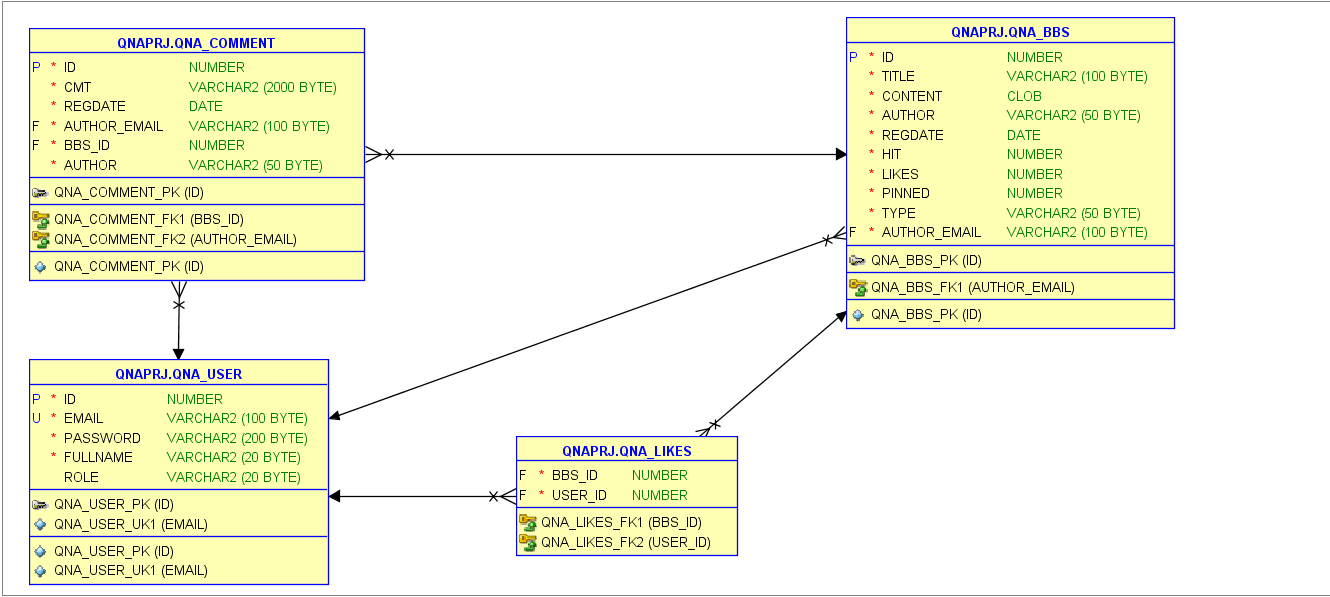 QNAPRJ.QNA_COMMENT
P * ID NUMBER
* CMT VARCHAR2 (2000 BYTE)
* REGDATE DATE
F * AUTHOR_EMAIL VARCHAR2 (100 BYTE)
F * BBS_ID NUMBER
* AUTHOR VARCHAR2 (50 BYTE)
QNA_COMMENT_PK (ID)
QNA_COMMENT_FK1 (BBS_ID)
QNA_COMMENT_FK2 (AUTHOR_EMAIL)
QNA_COMMENT_PK (ID)
QNAPRJ.QNA_BBS
P * ID NUMBER
* TITLE VARCHAR2 (100 BYTE)
* CONTENT CLOB
* AUTHOR VARCHAR2 (50 BYTE)
* REGDATE DATE
* HIT NUMBER
* LIKES NUMBER
* PINNED NUMBER
* TYPE VARCHAR2 (50 BYTE)
F * AUTHOR_EMAIL VARCHAR2 (100 BYTE)
QNA_BBS_PK (ID)
QNA_BBS_FK1 (AUTHOR_EMAIL)
QNA_BBS_PK (ID)
QNAPRJ.QNA_USER
P * ID NUMBER
U * EMAIL VARCHAR2 (100 BYTE)
* PASSWORD VARCHAR2 (200 BYTE)
* FULLNAME VARCHAR2 (20 BYTE)
ROLE VARCHAR2 (20 BYTE)
QNA_USER_PK (ID)
QNA_USER_UK1 (EMAIL)
QNA_USER_PK (ID)
QNA_USER_UK1 (EMAIL)
QNAPRJ.QNA_LIKES
F * BBS_ID NUMBER
F * USER_ID NUMBER
QNA_LIKES_FK1 (BBS_ID)
QNA_LIKES_FK2 (USER_ID)